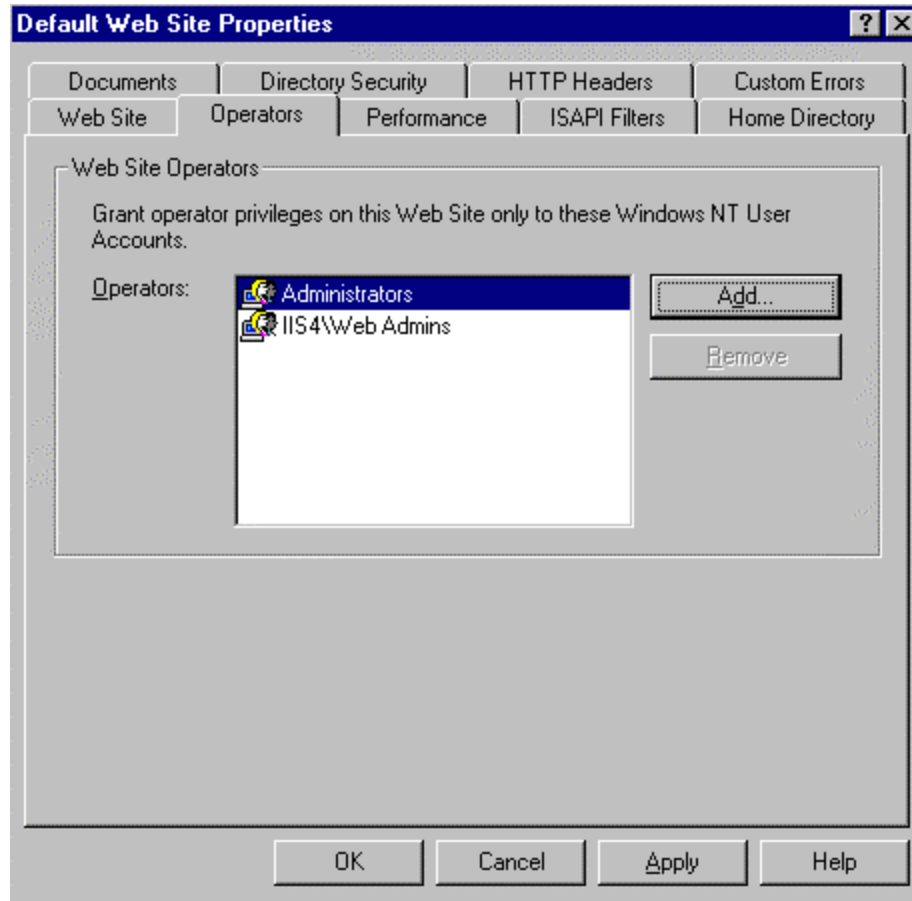 Default Web Site Properties
Documents
Directory Security
HTTP Headers
Custom Errors
Web Site
Operators
Performance
ISAPI Filters
Home Directory
Web Site Operators
Grant operator privileges on this Web Site only to these Windows NT User
Accounts.
Operators:
Administrators
IIS4\Web Admins
Add...
Remove
OK
Cancel
Apply
Help